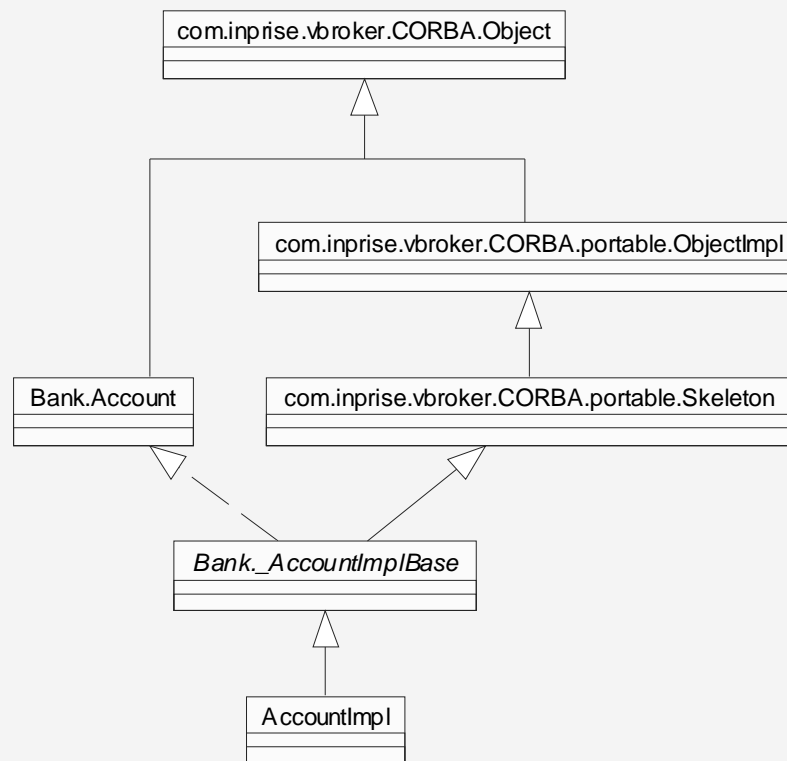 com.inprise.vbroker.CORBA.Object
com.inprise.vbroker.CORBA.portable.ObjectImpl
Bank.Account
com.inprise.vbroker.CORBA.portable.Skeleton
Bank._AccountImplBase
AccountImpl